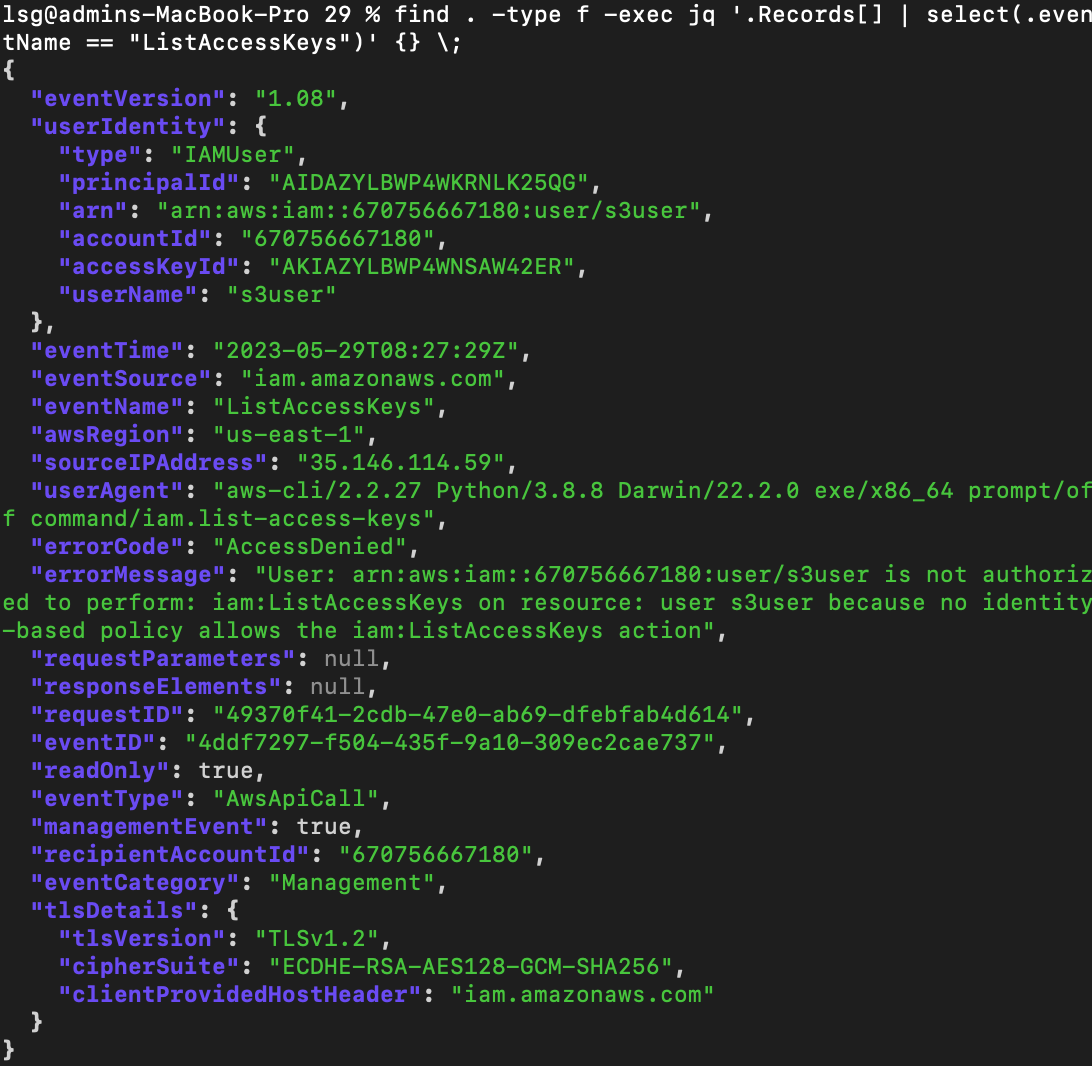 lsg@admins-MacBook-Pro 29 % find . -type f -exec jq '.Records[] | select(.even
tName == "ListAccessKeys")' {} \;
{
  "eventVersion": "1.08",
  "userIdentity": {
    "type": "IAMUser",
    "principalId": "AIDAZYLBWP4WKRNLK25QG",
    "arn": "arn:aws:iam::670756667180:user/s3user",
    "accountId": "670756667180",
    "accessKeyId": "AKIAZYLBWP4WNSAW42ER",
    "userName": "s3user"
  },
  "eventTime": "2023-05-29T08:27:29Z",
  "eventSource": "iam.amazonaws.com",
  "eventName": "ListAccessKeys",
  "awsRegion": "us-east-1",
  "sourceIPAddress": "35.146.114.59",
  "userAgent": "aws-cli/2.2.27 Python/3.8.8 Darwin/22.2.0 exe/x86_64 prompt/of
f command/iam.list-access-keys",
  "errorCode": "AccessDenied",
  "errorMessage": "User: arn:aws:iam::670756667180:user/s3user is not authoriz
ed to perform: iam:ListAccessKeys on resource: user s3user because no identity
-based policy allows the iam:ListAccessKeys action",
  "requestParameters": null,
  "responseElements": null,
  "requestID": "49370f41-2cdb-47e0-ab69-dfebfab4d614",
  "eventID": "4ddf7297-f504-435f-9a10-309ec2cae737",
  "readOnly": true,
  "eventType": "AwsApiCall",
  "managementEvent": true,
  "recipientAccountId": "670756667180",
  "eventCategory": "Management",
  "tlsDetails": {
    "tlsVersion": "TLSv1.2",
    "cipherSuite": "ECDHE-RSA-AES128-GCM-SHA256",
    "clientProvidedHostHeader": "iam.amazonaws.com"
  }
}